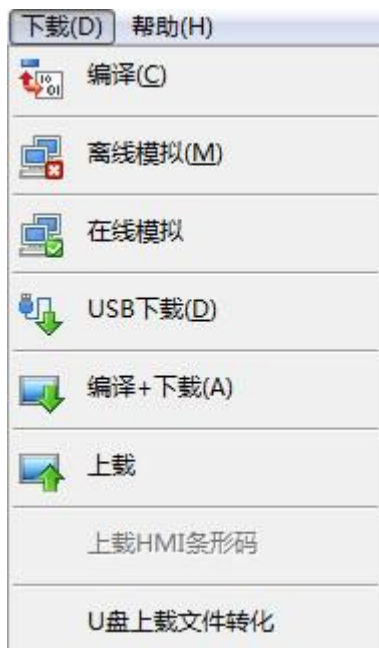 下载(D) 帮助(H)
编译(C)
离线模拟(M)
在线模拟
USB下载(D)
编译+下载(A)
上载
上载HMI条形码
U盘上载文件转化